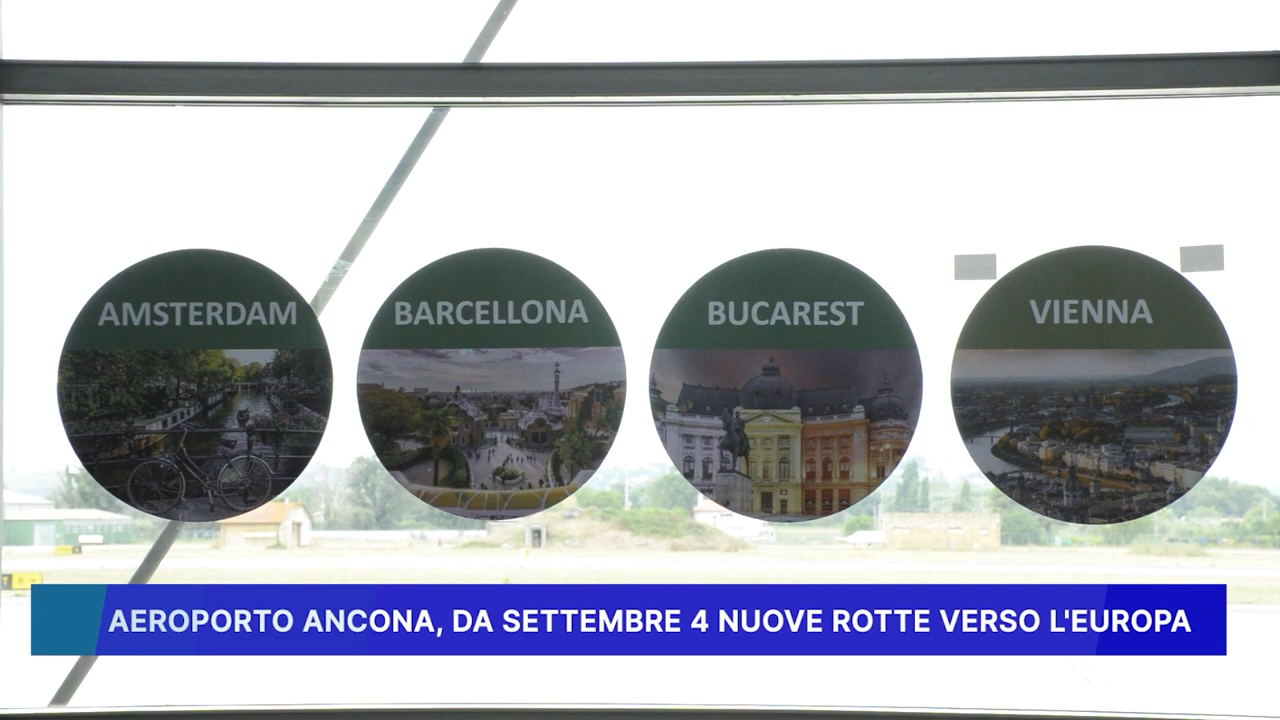 AMSTERDAM
BARCELLONA
BUCAREST
VIENNA
AEROPORTO ANCONA, DA SETTEMBRE 4 NUOVE ROTTE VERSO L'EUROPA